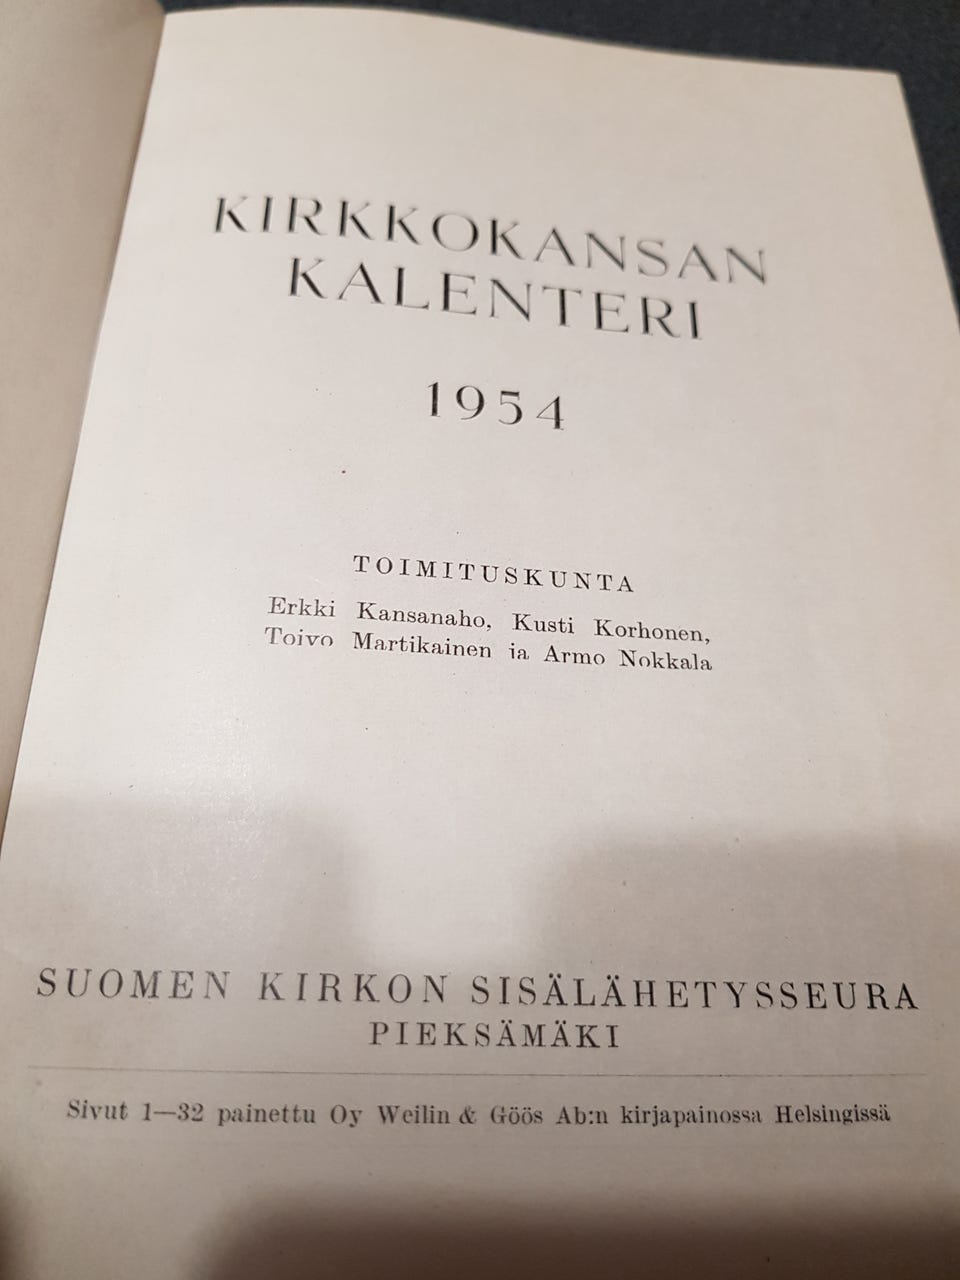 KIRKKOKANSAN
KALENTERI
1954
TOIMITUSKUNTA
Erkki Kansanaho, Kusti Korhonen,
Toivo Martikainen ja Armo Nokkala
SUOMEN KIRKON SISÄLÄHETYSSEURA
PIEKSÄMÄKI
Sivut 1—32 painettu Oy Weilin & Göös Ab:n kirjapainossa Helsingissä